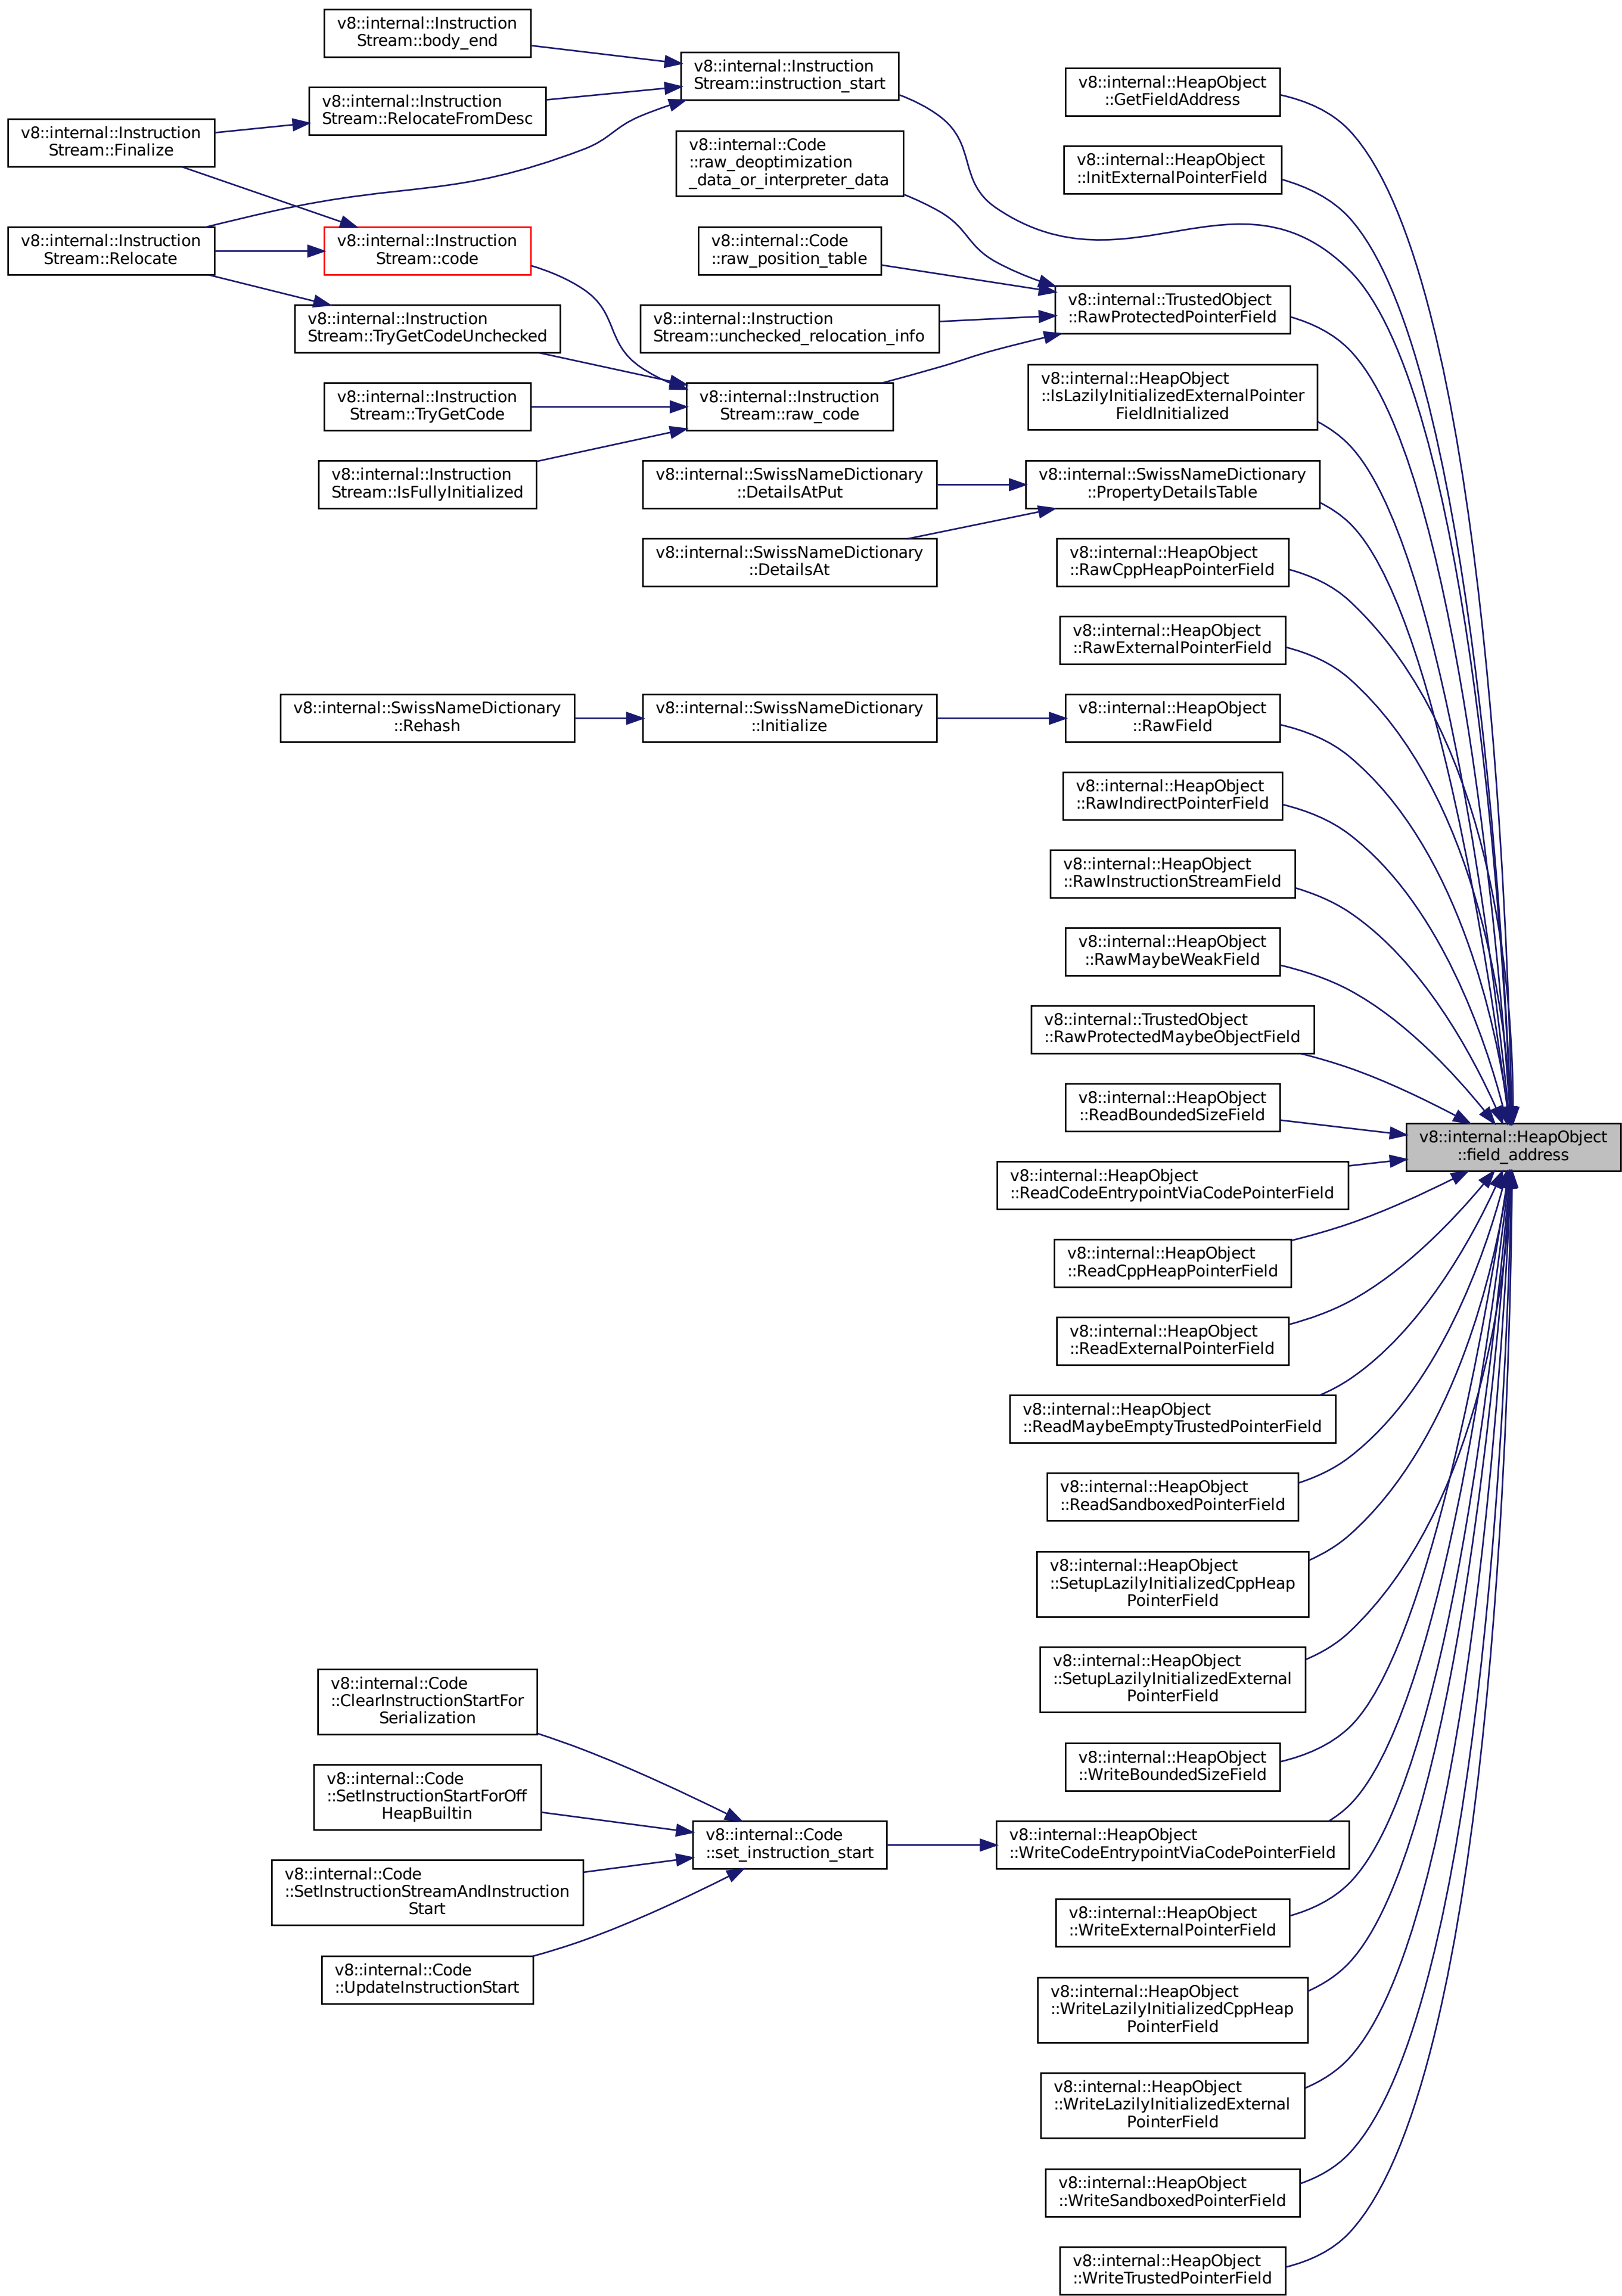 v8::internal::Instruction
Stream::body_end
v8::internal::Instruction
Stream::instruction_start
v8::internal::HeapObject
::GetFieldAddress
v8::internal::Instruction
Stream::RelocateFromDesc
v8::internal::Instruction
Stream::Finalize
v8::internal::Code
::raw_deoptimization
_data_or_interpreter_data
v8::internal::HeapObject
::InitExternalPointerField
v8::internal::Instruction
Stream::Relocate
v8::internal::Instruction
Stream::code
v8::internal::Code
::raw_position_table
v8::internal::TrustedObject
::RawProtectedPointerField
v8::internal::Instruction
Stream::TryGetCodeUnchecked
v8::internal::Instruction
Stream::unchecked_relocation_info
v8::internal::HeapObject
::IsLazilyInitializedExternalPointer
FieldInitialized
v8::internal::Instruction
Stream::TryGetCode
v8::internal::Instruction
Stream::raw_code
v8::internal::Instruction
Stream::IsFullyInitialized
v8::internal::SwissNameDictionary
::DetailsAtPut
v8::internal::SwissNameDictionary
::PropertyDetailsTable
v8::internal::SwissNameDictionary
::DetailsAt
v8::internal::HeapObject
::RawCppHeapPointerField
v8::internal::HeapObject
::RawExternalPointerField
v8::internal::SwissNameDictionary
::Rehash
v8::internal::SwissNameDictionary
::Initialize
v8::internal::HeapObject
::RawField
v8::internal::HeapObject
::RawIndirectPointerField
v8::internal::HeapObject
::RawInstructionStreamField
v8::internal::HeapObject
::RawMaybeWeakField
v8::internal::TrustedObject
::RawProtectedMaybeObjectField
v8::internal::HeapObject
::ReadBoundedSizeField
v8::internal::HeapObject
::field_address
v8::internal::HeapObject
::ReadCodeEntrypointViaCodePointerField
v8::internal::HeapObject
::ReadCppHeapPointerField
v8::internal::HeapObject
::ReadExternalPointerField
v8::internal::HeapObject
::ReadMaybeEmptyTrustedPointerField
v8::internal::HeapObject
::ReadSandboxedPointerField
v8::internal::HeapObject
::SetupLazilyInitializedCppHeap
PointerField
v8::internal::HeapObject
::SetupLazilyInitializedExternal
PointerField
v8::internal::Code
::ClearInstructionStartFor
Serialization
v8::internal::HeapObject
::WriteBoundedSizeField
v8::internal::Code
::SetInstructionStartForOff
HeapBuiltin
v8::internal::Code
::set_instruction_start
v8::internal::HeapObject
::WriteCodeEntrypointViaCodePointerField
v8::internal::Code
::SetInstructionStreamAndInstruction
Start
v8::internal::HeapObject
::WriteExternalPointerField
v8::internal::Code
::UpdateInstructionStart
v8::internal::HeapObject
::WriteLazilyInitializedCppHeap
PointerField
v8::internal::HeapObject
::WriteLazilyInitializedExternal
PointerField
v8::internal::HeapObject
::WriteSandboxedPointerField
v8::internal::HeapObject
::WriteTrustedPointerField